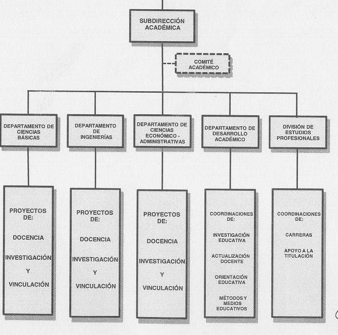 SUBDIRECCIÓN
ACADÉMICA
COMITÉ
ACADÉMICO
DEPARTAMENTO DE
CIENCIAS
BÁSICAS
DEPARTAMENTO
DE
INGENIERÍAS
DEPARTAMENTO DE
CIENCIAS
ECONÓMICO -
ADMINISTRATIVAS
DEPARTAMENTO DE
DESARROLLO
ACADÉMICO
DIVISIÓN DE
ESTUDIOS
PROFESIONALES
PROYECTOS
DE:
DOCENCIA
INVESTIGACIÓN
Y
VINCULACIÓN
PROYECTOS
DE:
DOCENCIA
INVESTIGACIÓN
Y
VINCULACIÓN
PROYECTOS
DE:
DOCENCIA
INVESTIGACIÓN
Y
VINCULACIÓN
COORDINACIONES
DE:
INVESTIGACIÓN
EDUCATIVA
ACTUALIZACIÓN
DOCENTE
ORIENTACIÓN
EDUCATIVA
MÉTODOS Y
MEDIOS
EDUCATIVOS
COORDINACIONES
DE:
CARRERAS
APOYO A LA
TITULACIÓN